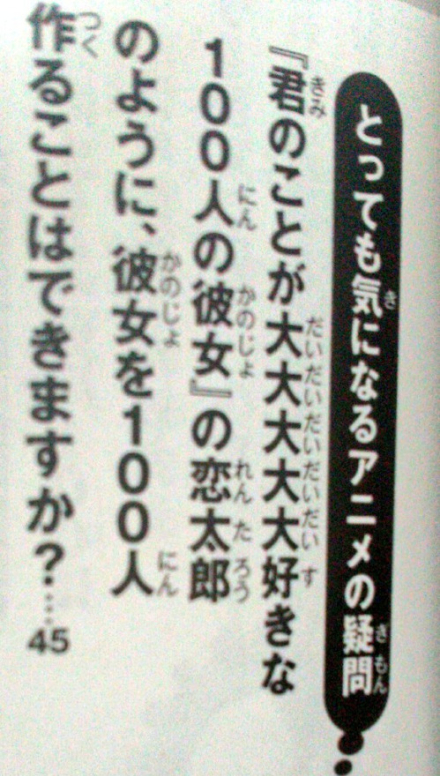 とっても気になるアニメの疑問
『君のことが大大大大大好きな
100人の彼女』の恋太郎
のように、彼女を100人
作ることはできますか?…45